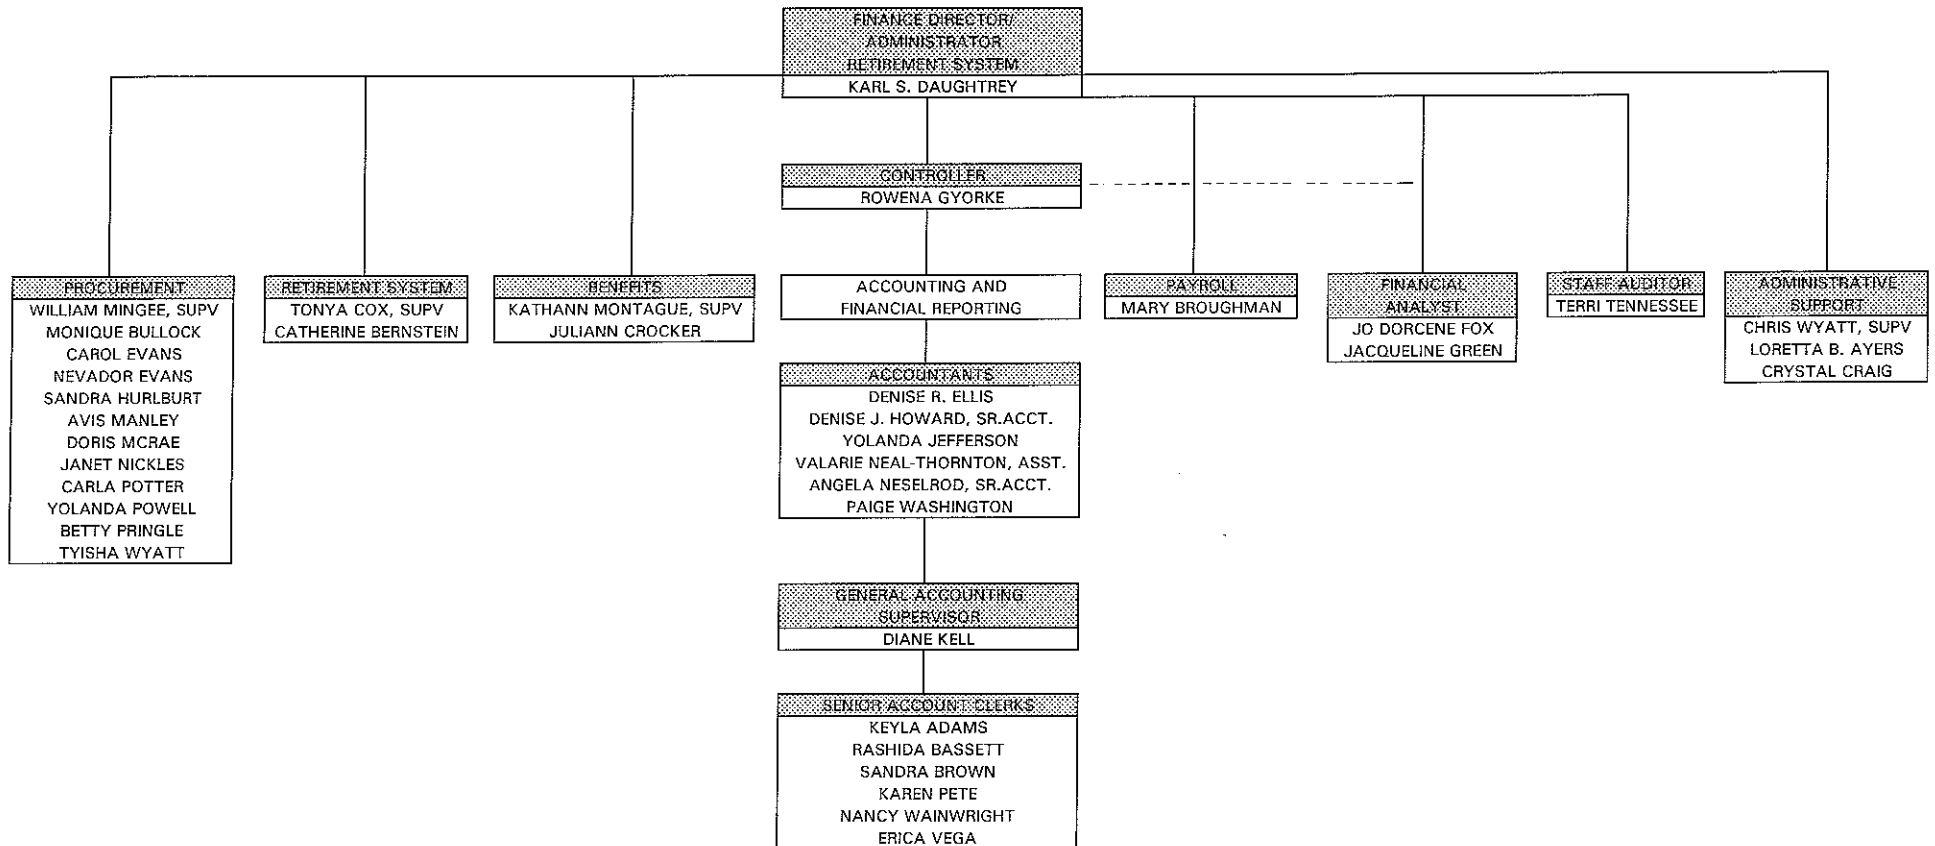 FINANCE DIRECTOR/
ADMINISTRATOR
RETIREMENT SYSTEM
KARL S. DAUGHTREY
CONTROLLER
ROWENA GYORKE
PROCUREMENT
WILLIAM MINGEE, SUPV
MONIQUE BULLOCK
CAROL EVANS
NEVADOR EVANS
SANDRA HURLBURT
AVIS MANLEY
DORIS MCRAE
JANET NICKLES
CARLA POTTER
YOLANDA POWELL
BETTY PRINGLE
TYISHA WYATT
RETIREMENT SYSTEM
TONYA COX, SUPV
CATHERINE BERNSTEIN
BENEFITS
KATHANN MONTAGUE, SUPV
JULIANN CROCKER
ACCOUNTING AND
FINANCIAL REPORTING
ACCOUNTANTS
DENISE R. ELLIS
DENISE J. HOWARD, SR.ACCT.
YOLANDA JEFFERSON
VALARIE NEAL-THORNTON, ASST.
ANGELA NESELROD, SR.ACCT.
PAIGE WASHINGTON
GENERAL ACCOUNTING
SUPERVISOR
DIANE KELL
SENIOR ACCOUNT CLERKS
KEYLA ADAMS
RASHIDA BASSETT
SANDRA BROWN
KAREN PETE
NANCY WAINWRIGHT
ERICA VEGA
PAYROLL
MARY BROUGHMAN
FINANCIAL
ANALYST
JO DORCENE FOX
JACQUELINE GREEN
STAFF AUDITOR
TERRI TENNESSEE
ADMINISTRATIVE
SUPPORT
CHRIS WYATT, SUPV
LORETTA B. AYERS
CRYSTAL CRAIG